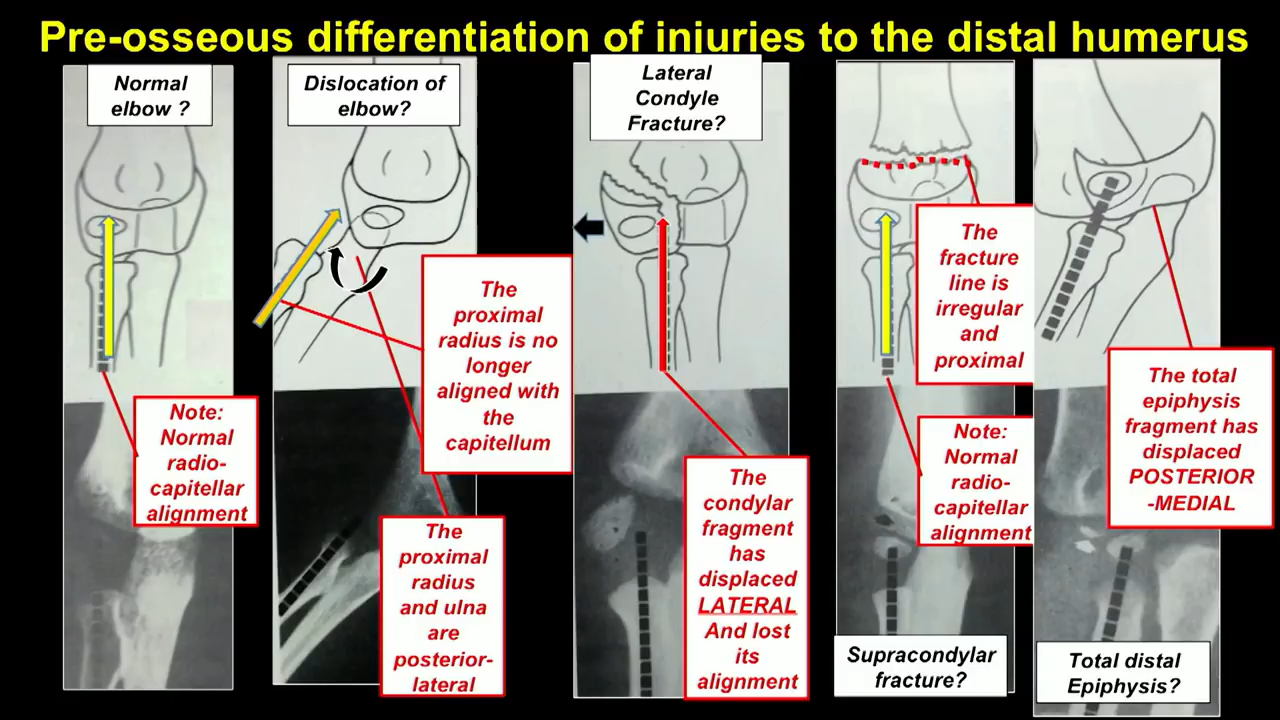 Pre-osseous differentiation of injuries to the distal humerus
Normal
elbow ?
Note:
Normal
radio-
capitellar
alignment
Dislocation of
elbow?
The
proximal
radius is no
longer
aligned with
the
capitellum
The
proximal
radius
and ulna
are
posterior-
lateral
Lateral
Condyle
Fracture?
The
condylar
fragment
has
displaced
LATERAL
And lost
its
alignment
The
fracture
line is
irregular
and
proximal
Note:
Normal
radio-
capitellar
alignment
Supracondylar
fracture?
The total
epiphysis
fragment has
displaced
POSTERIOR
-MEDIAL
Total distal
Epiphysis?